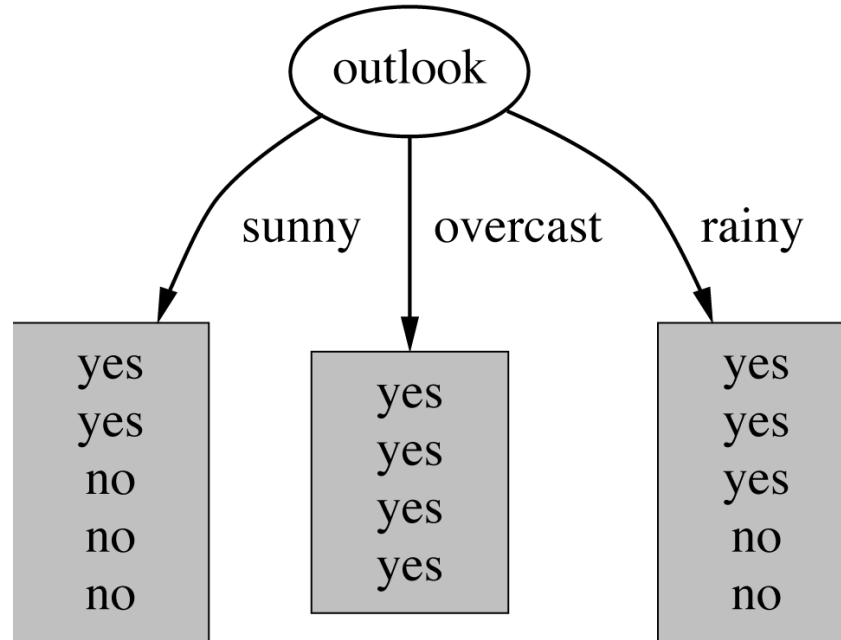 outlook
sunny
overcast
rainy
yes
yes
no
no
no
yes
yes
yes
yes
yes
yes
yes
no
no